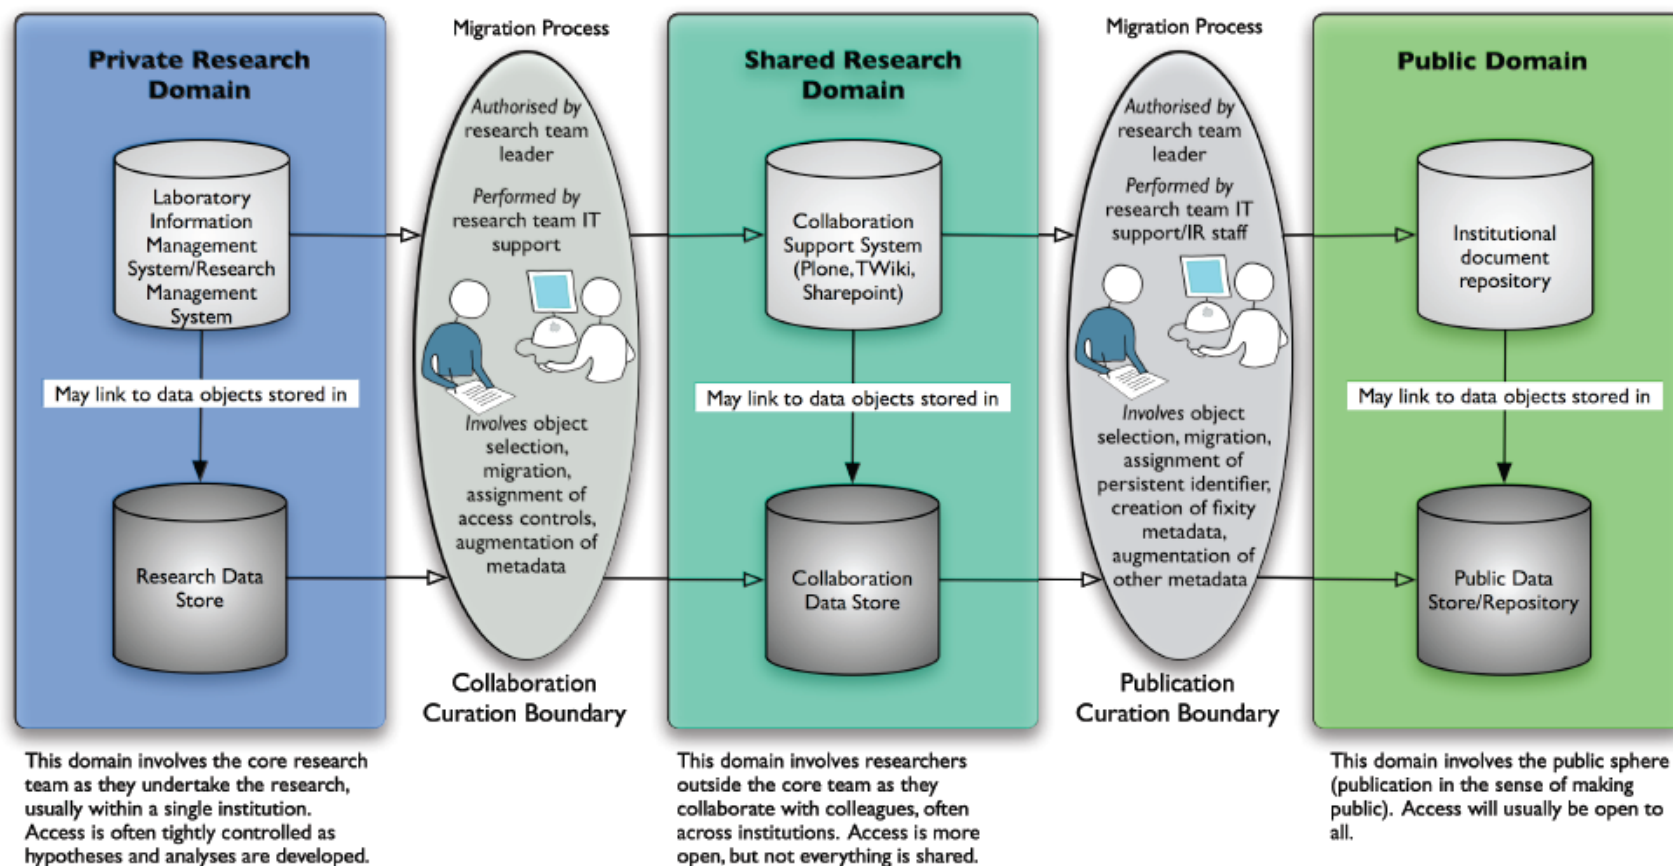 Private Research
Domain
Laboratory
Information
Management
System/Research
Management
System
May link to data objects stored in
Research Data
Store
This domain involves the core research
team as they undertake the research,
usually within a single institution.
Access is often tightly controlled as
hypotheses and analyses are developed.
Migration Process
Authorised by
research team
leader
Performed by
research team IT
support
Involves object
selection,
migration,
assignment of
access controls,
augmentation of
metadata
Collaboration
Curation Boundary
Shared Research
Domain
Collaboration
Support System
(Plone, TWiki,
Sharepoint)
May link to data objects stored in
Collaboration
Data Store
This domain involves researchers
outside the core team as they
collaborate with colleagues, often
across institutions. Access is more
open, but not everything is shared.
Migration Process
Authorised by
research team
leader
Performed by
research team IT
support/IR staff
Involves object
selection, migration,
assignment of
persistent identifier,
creation of fixity
metadata,
augmentation of
other metadata
Publication
Curation Boundary
Public Domain
Institutional
document
repository
May link to data objects stored in
Public Data
Store/Repository
This domain involves the public sphere
(publication in the sense of making
public). Access will usually be open to
all.